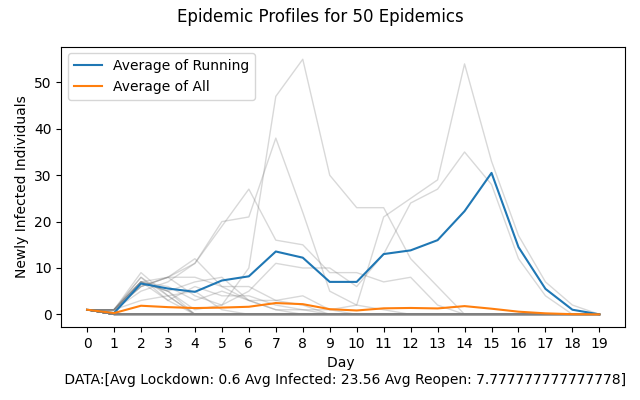 Epidemic Profiles for 50 Epidemics
Average of Running
Average of All
Newly Infected Individuals
50
40
30
20
10
0
0 1 2 3 4 5 6 7 8 9 10 11 12 13 14 15 16 17 18 19
Day
DATA:[Avg Lockdown: 0.6 Avg Infected: 23.56 Avg Reopen: 7.777777777777778]